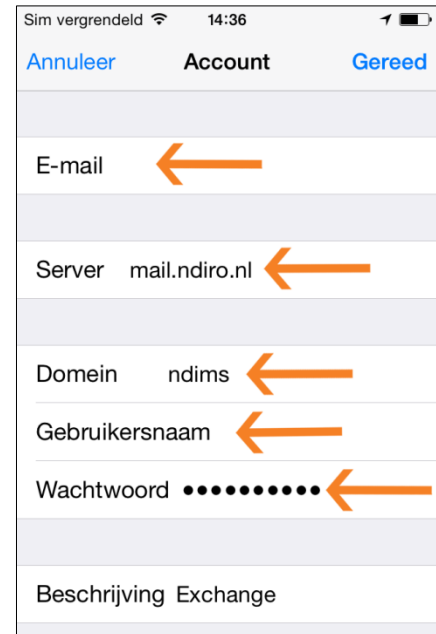 Sim vergrendeld 14:36
Annuleer Account Gereed
E-mail
Server mail.ndiro.nl
Domein ndims
Gebruikersnaam
Wachtwoord ••••••••••
Beschrijving Exchange